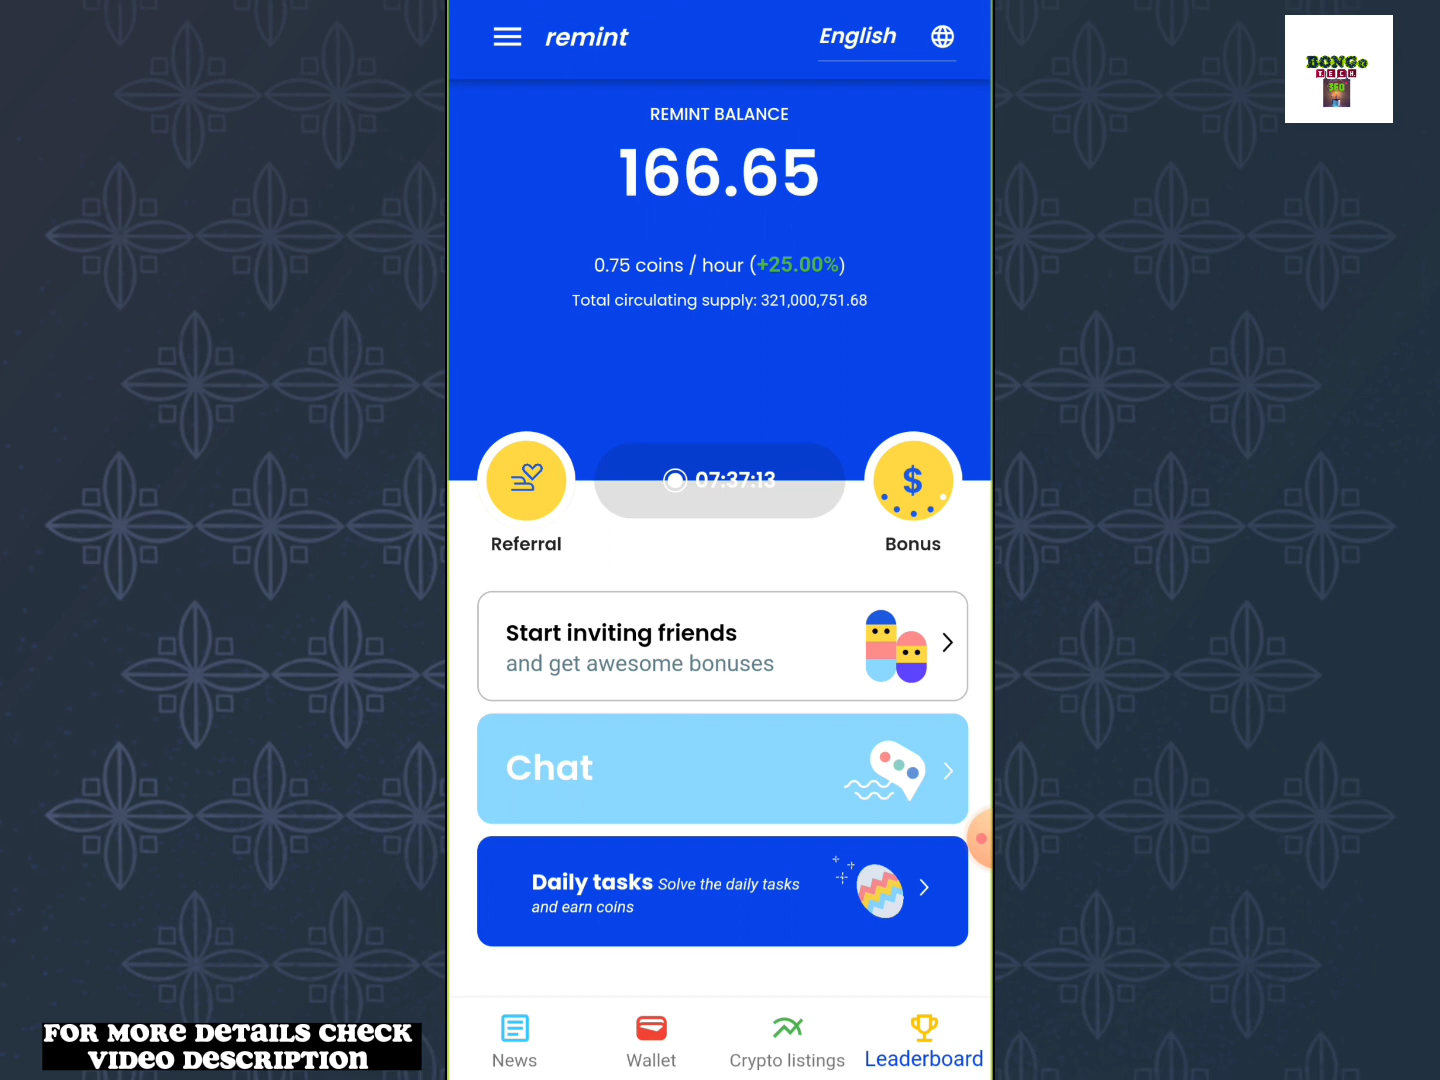 remint
English
BONGO
TECH
360
REMINT BALANCE
166.65
0.75 coins / hour (+25.00%)
Total circulating supply: 321,000,751.68
$
07:37:13
Referral
Bonus
Start inviting friends
and get awesome bonuses
Chat
Daily tasks Solve the daily tasks
and earn coins
News
Wallet
Crypto listings
Leaderboard
FOR MORE DETAILS CHECK
VIDEO DESCRIPTION